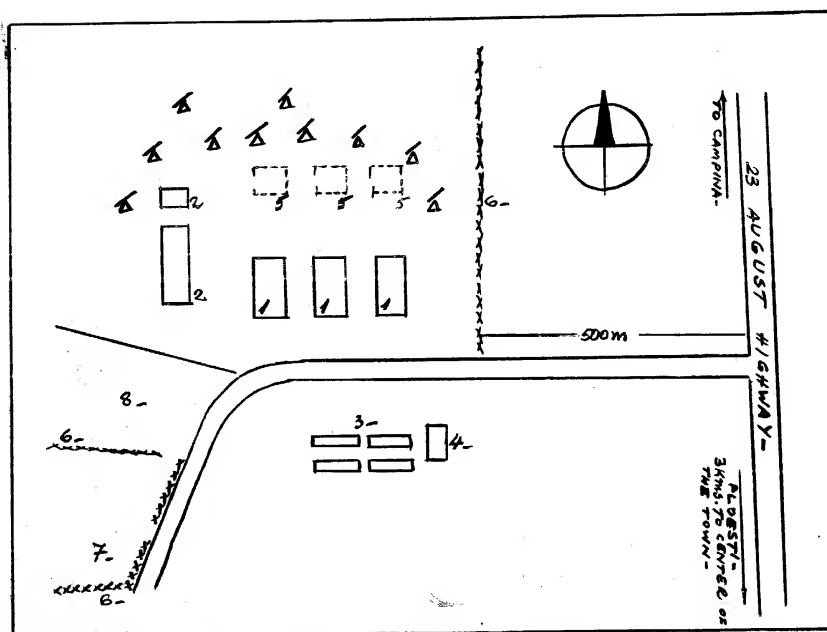 TO CAMPINA-
23 AUGUST HIGHWAY-
2
5
5
5
6-
2
1
1
1
500m
8-
3-
6-
4-
PLOESTI-
3KMS. TO CENTER OF
THE TOWN-
7-
6-